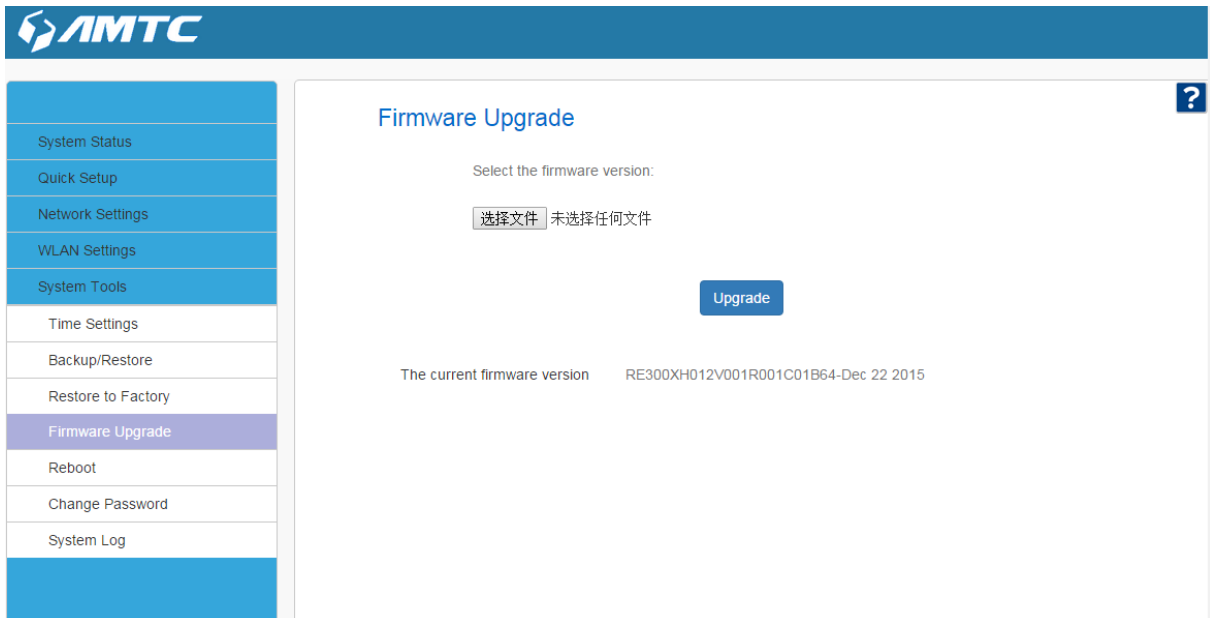 AMTC
?
System Status
Quick Setup
Network Settings
WLAN Settings
System Tools
Time Settings
Backup/Restore
Restore to Factory
Firmware Upgrade
Reboot
Change Password
System Log
Firmware Upgrade
Select the firmware version:
选择文件 未选择任何文件
Upgrade
The current firmware version RE300XH012V001R001C01B64-Dec 22 2015